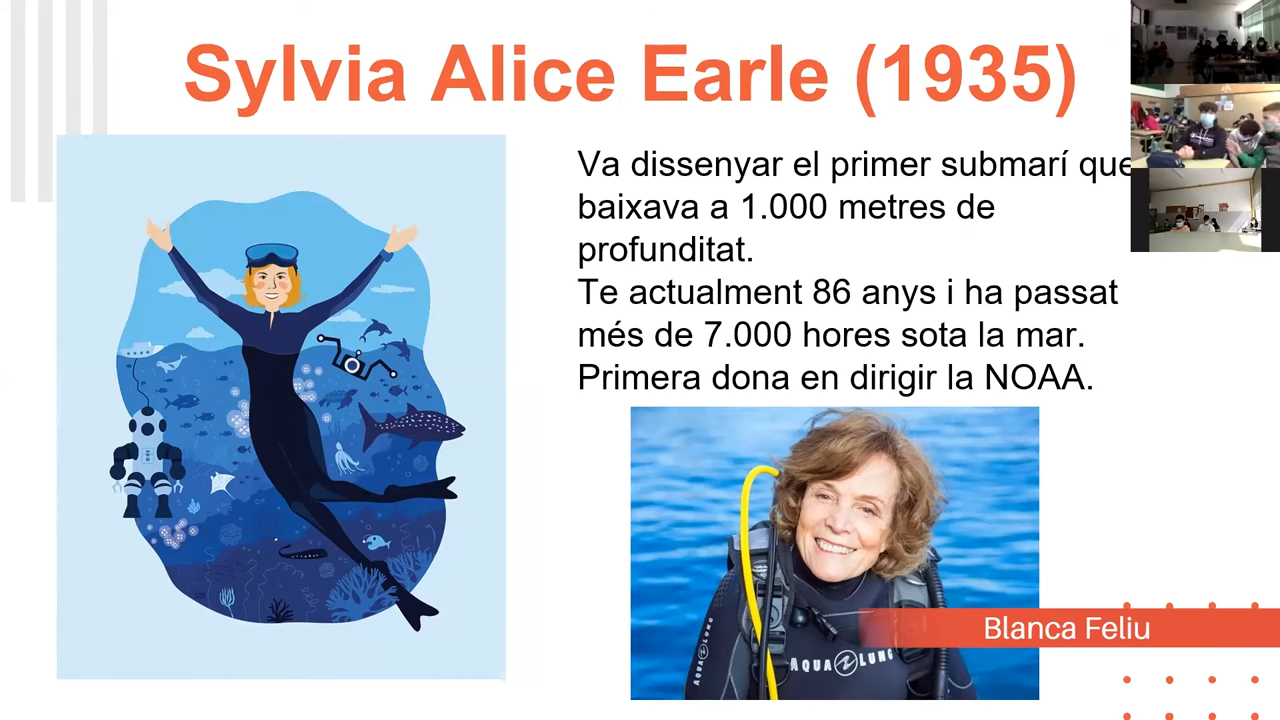 Sylvia Alice Earle (1935)
Va dissenyar el primer submarí que
baixava a 1.000 metres de
profunditat.
Te actualment 86 anys i ha passat
més de 7.000 hores sota la mar.
Primera dona en dirigir la NOAA.
AQUA LUNG
AQUA LUNG
Blanca Feliu